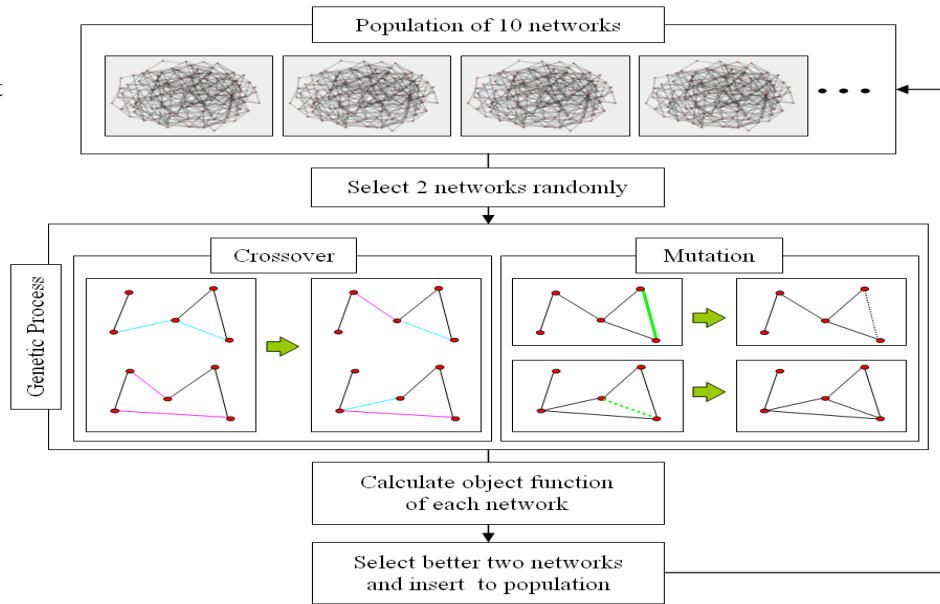 Population of 10 networks
t
Select 2 networks randomly
Genetic Process
Crossover
Mutation
Calculate object function
of each network
Select better two networks
and insert to population